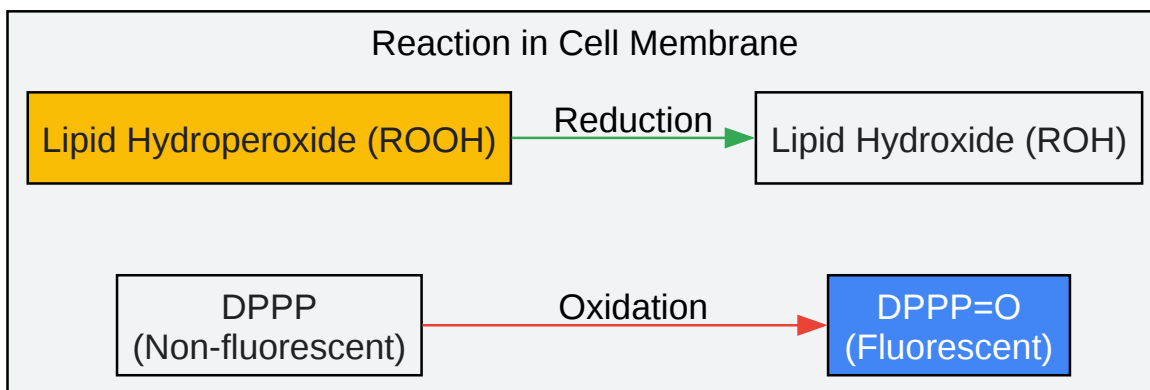 Reaction in Cell Membrane
Lipid Hydroperoxide (ROOH)
Reduction
Lipid Hydroxide (ROH)
DPPP
(Non-fluorescent)
Oxidation
DPPP=O
(Fluorescent)